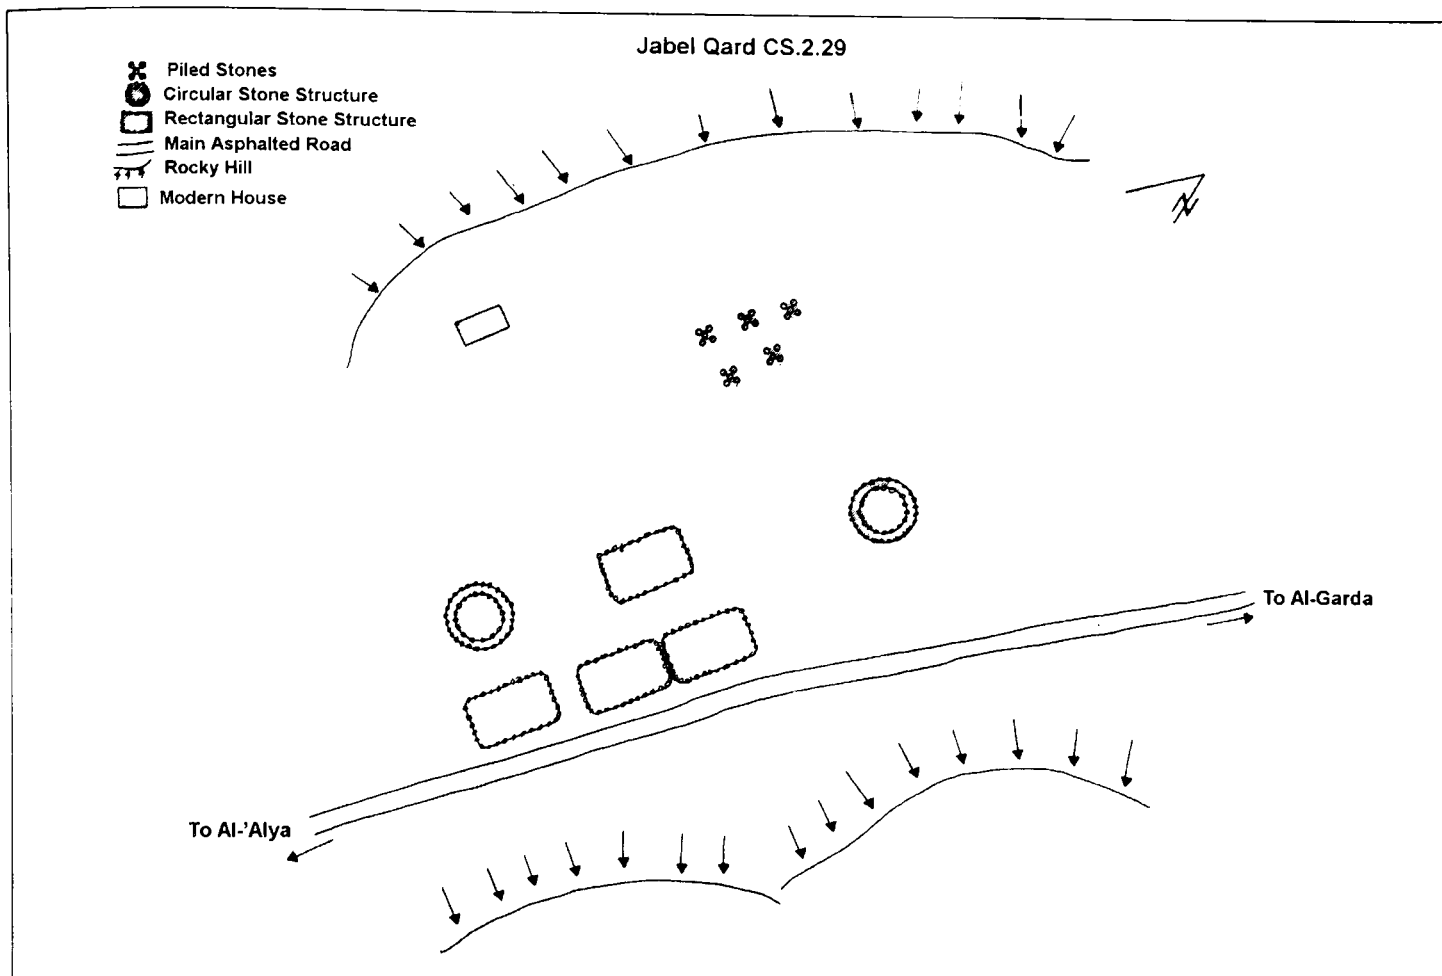 Jabel Qard CS.2.29
Piled Stones
Circular Stone Structure
Rectangular Stone Structure
Main Asphalted Road
Rocky Hill
Modern House
N
To Al-Garda
To Al-'Alya